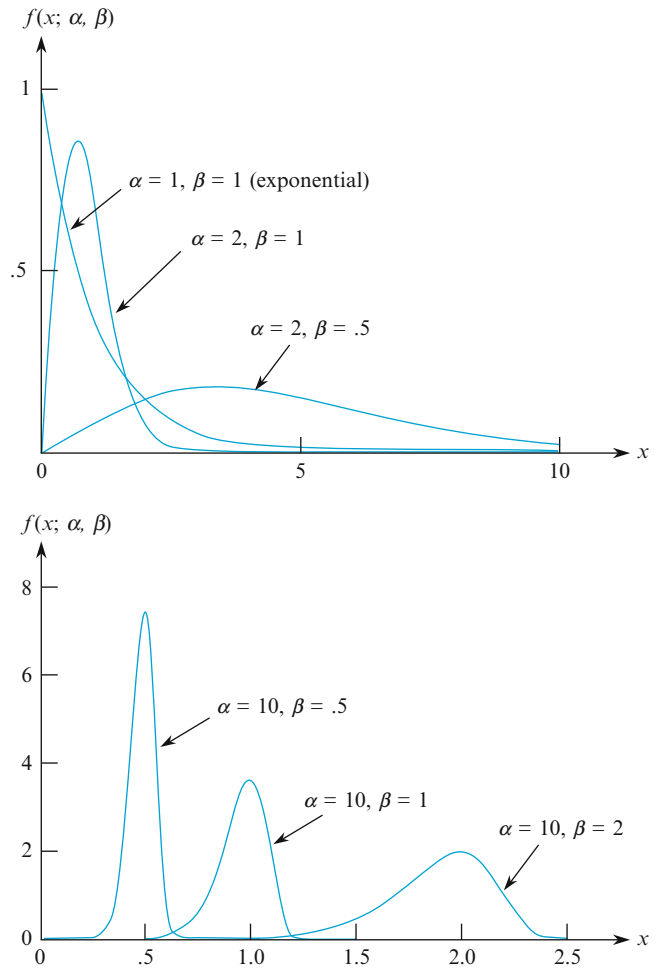 f(x; α, β)
1
α = 1, β = 1 (exponential)
α = 2, β = 1
.5
α = 2, β = .5
0
5
10
x
f(x; α, β)
8
6
α = 10, β = .5
4
α = 10, β = 1
α = 10, β = 2
2
0
0
.5
1.0
1.5
2.0
2.5
x